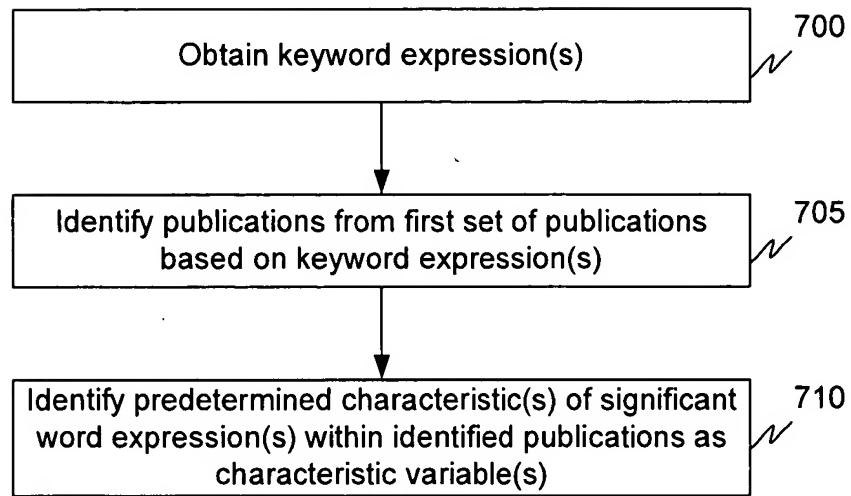 Obtain keyword expression(s)
700
Identify publications from first set of publications
based on keyword expression(s)
705
Identify predetermined characteristic(s) of significant
word expression(s) within identified publications as
characteristic variable(s)
710